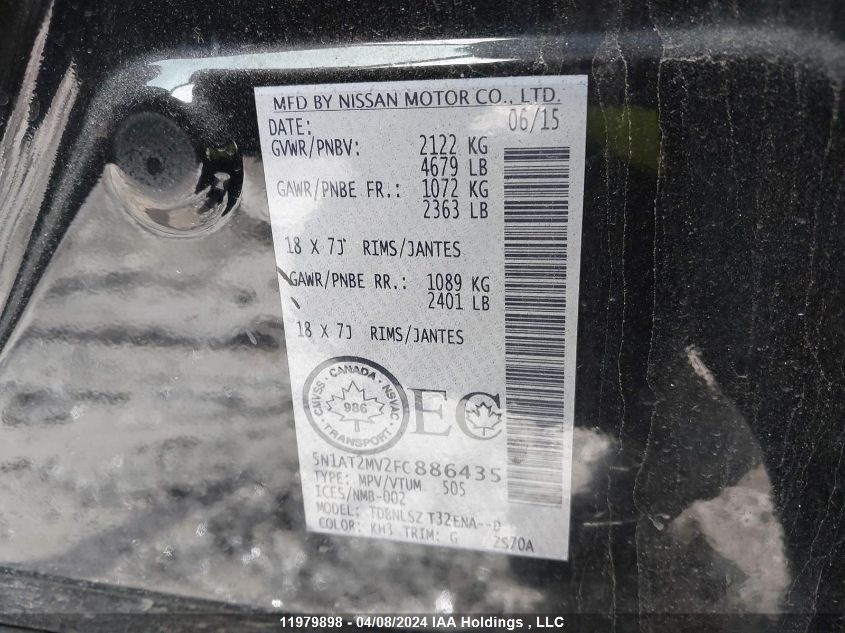 MFD BY NISSAN MOTOR CO., LTD.
DATE: 06/15
GVWR/PNBV: 2122 KG
4679 LB
GAWR/PNBE FR.: 1072 KG
2363 LB
18 X 7J RIMS/JANTES
GAWR/PNBE RR.: 1089 KG
2401 LB
18 X 7J RIMS/JANTES
CMVSS · CANADA · NSVAC
986
TRANSPORT
EC
5N1AT2MV2FC886435
TYPE: MPV/VTUM 505
ICES/NMB-002
MODEL: TDBNLSZ T32ENA--D
COLOR: KH3 TRIM: G 2S70A
11979898 - 04/08/2024 IAA Holdings , LLC